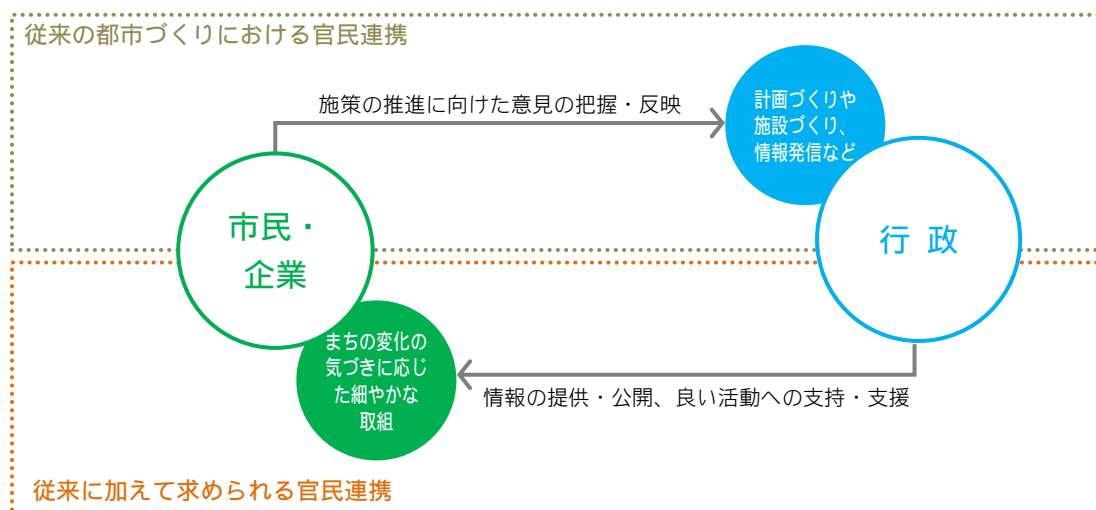 従来の都市づくりにおける官民連携
施策の推進に向けた意見の把握・反映
計画づくりや
施設づくり、
情報発信など
市民・
企業
行 政
まちの変化の
気づきに応じ
た細やかな
取組
情報の提供・公開、良い活動への支持・支援
従来に加えて求められる官民連携